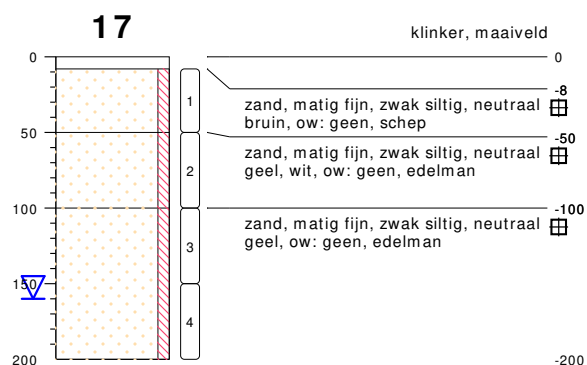 17
klinker, maaiveld
0
0
-8
1
zand, matig fijn, zwak siltig, neutraal
bruin, ow: geen, schep
50
-50
zand, matig fijn, zwak siltig, neutraal
geel, wit, ow: geen, edelman
2
100
-100
zand, matig fijn, zwak siltig, neutraal
geel, ow: geen, edelman
3
150
4
200
-200